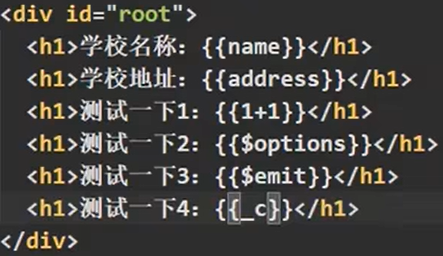 <div id="root">
<h1>学校名称：{{name}}</h1>
<h1>学校地址：{{address}}</h1>
<h1>测试一下1：{{1+1}}</h1>
<h1>测试一下2：{{$options}}</h1>
<h1>测试一下3：{{$emit}}</h1>
<h1>测试一下4：{{_c}}</h1>
</div>